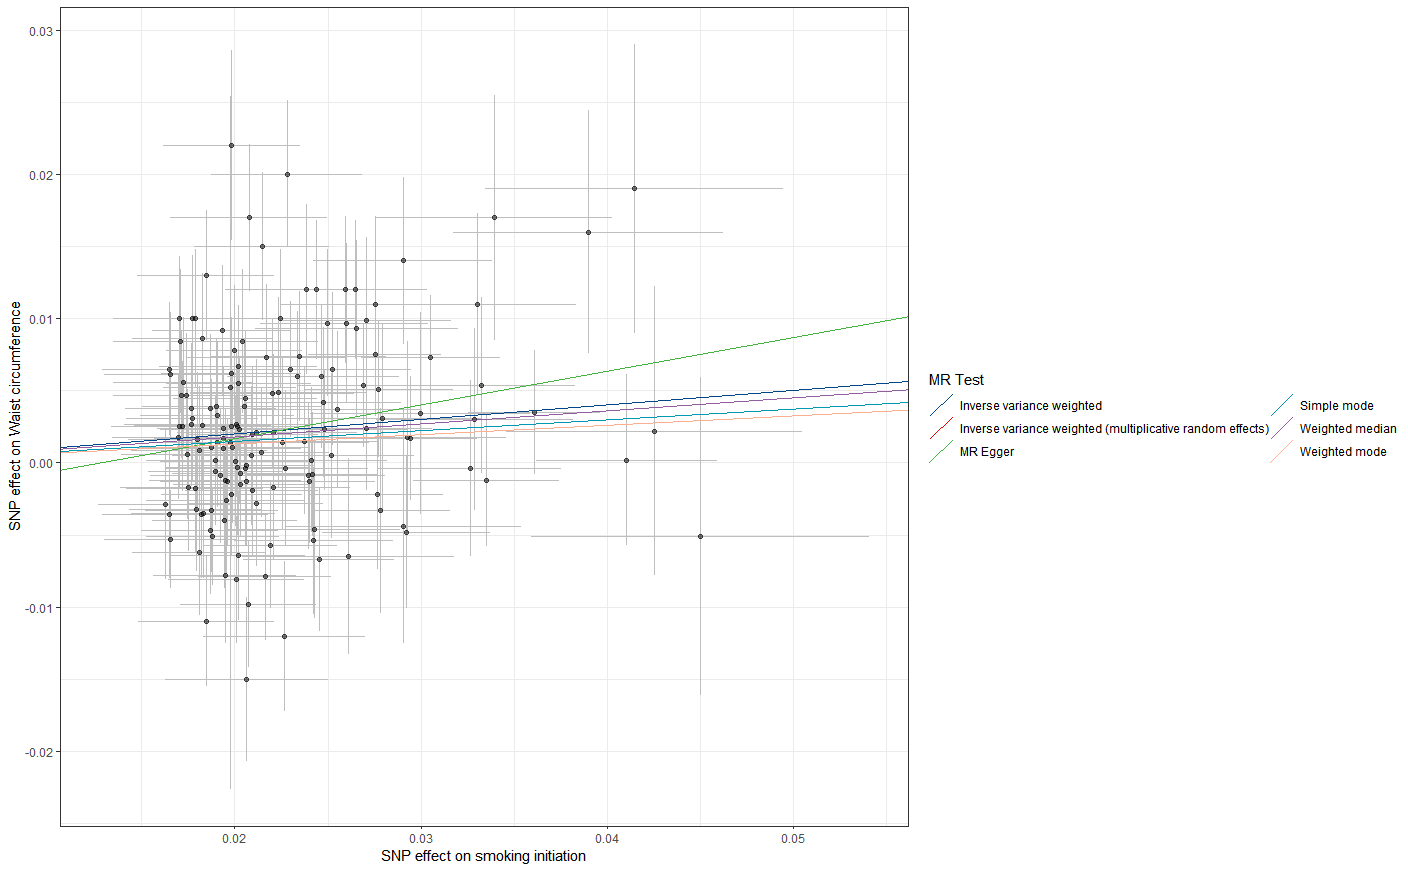 0.03
0.02
0.01
0.00
-0.01
-0.02
SNP effect on Waist circumference
0.02 0.03 0.04 0.05
SNP effect on smoking initiation
MR Test
Inverse variance weighted
Simple mode
Inverse variance weighted (multiplicative random effects)
Weighted median
MR Egger
Weighted mode